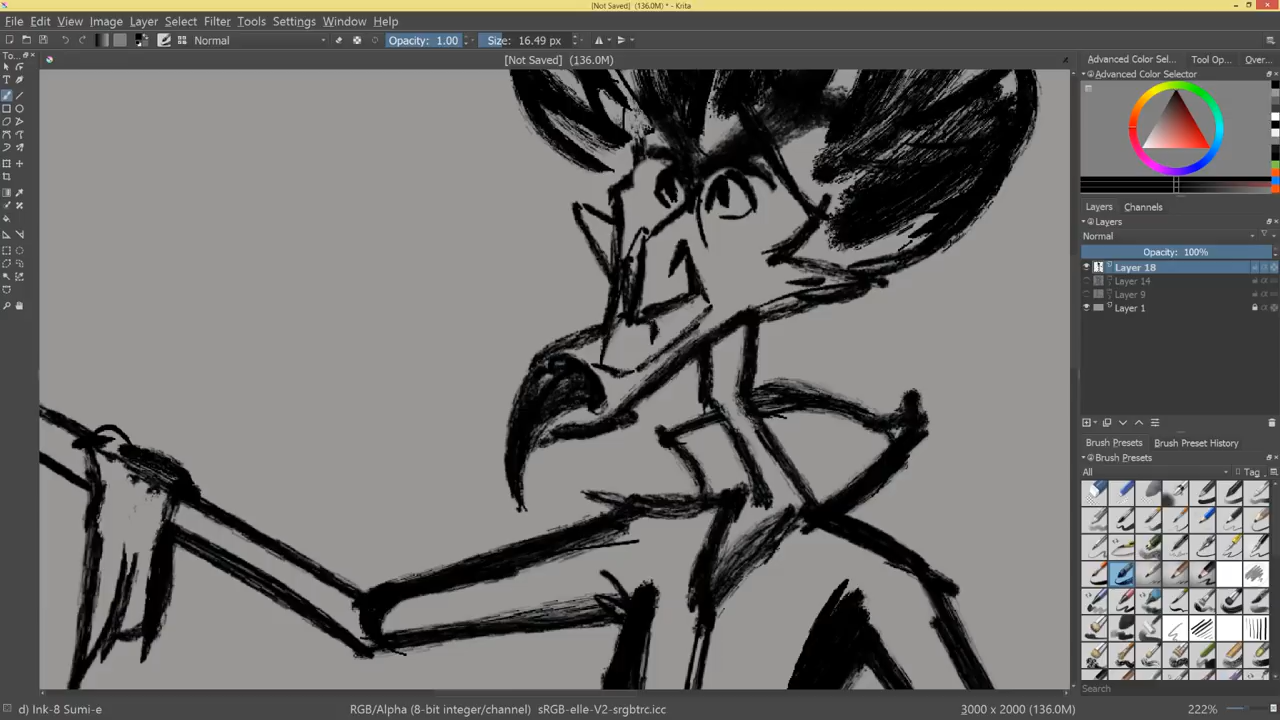 [Not Saved] (136.0M) * - Krita
File Edit View Image Layer Select Filter Tools Settings Window Help
Normal Opacity: 1.00 Size: 16.49 px
To...
[Not Saved] (136.0M)
Advanced Color Sel... Tool Op... Over...
Advanced Color Selector
Layers Channels
Layers
Normal
Opacity: 100%
Layer 18
Layer 14
Layer 9
Layer 1
Brush Presets Brush Preset History
Brush Presets
All Tag
Search
d) Ink-8 Sumi-e RGB/Alpha (8-bit integer/channel) sRGB-elle-V2-srgbtrc.icc 3000 x 2000 (136.0M) 222%